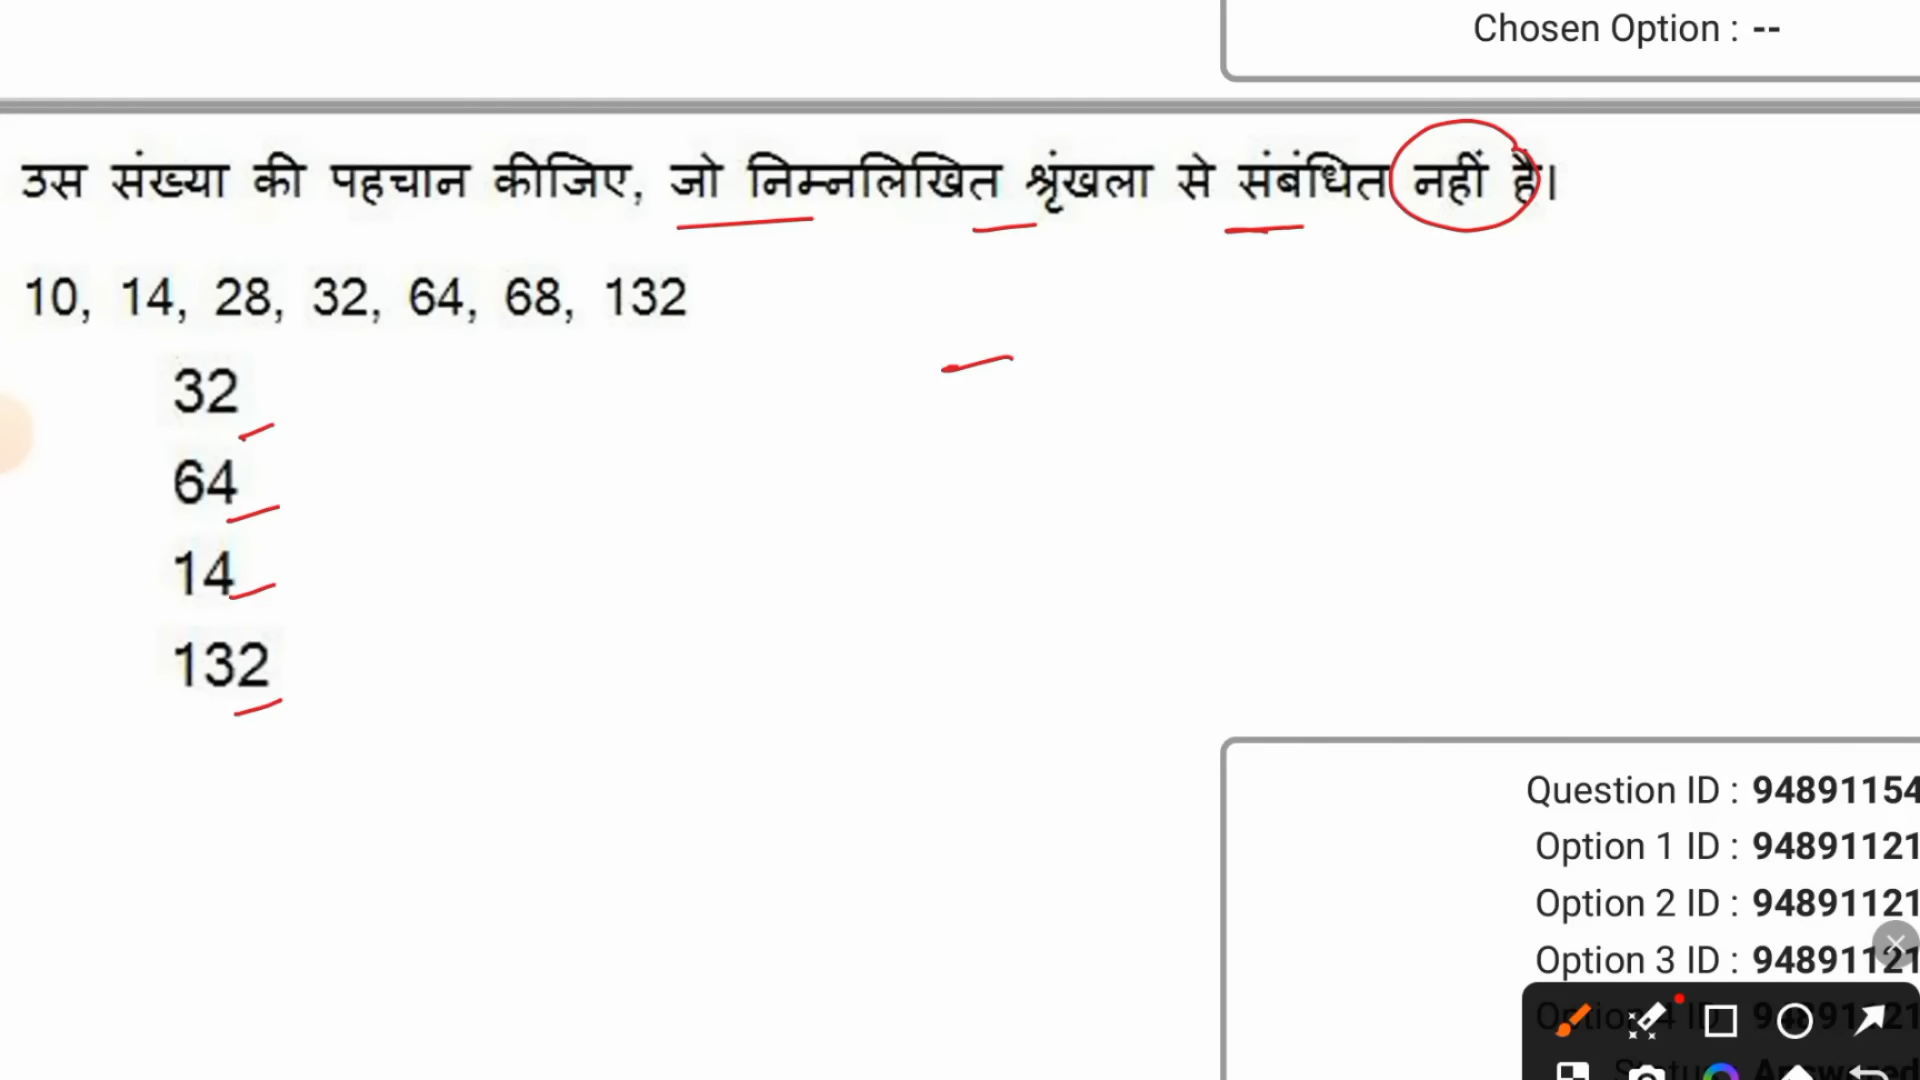 Chosen Option : --
उस संख्या की पहचान कीजिए, जो निम्नलिखित श्रृंखला से संबंधित नहीं है।
10, 14, 28, 32, 64, 68, 132
32
64
14
132
Question ID : 94891154
Option 1 ID : 94891121
Option 2 ID : 94891121
Option 3 ID : 94891121